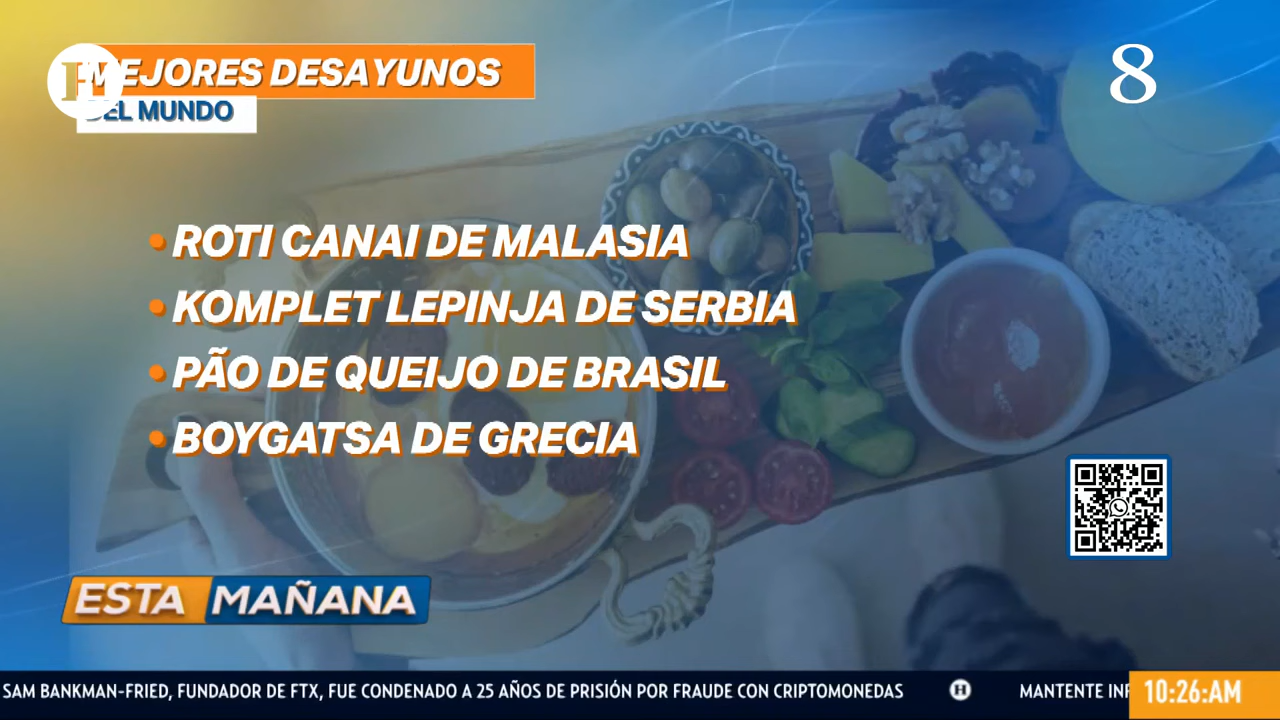 MEJORES DESAYUNOS
DEL MUNDO
H
8
• ROTI CANAI DE MALASIA
• KOMPLET LEPINJA DE SERBIA
• PÃO DE QUEIJO DE BRASIL
• BOYGATSA DE GRECIA
ESTA MAÑANA
SAM BANKMAN-FRIED, FUNDADOR DE FTX, FUE CONDENADO A 25 AÑOS DE PRISIÓN POR FRAUDE CON CRIPTOMONEDAS H MANTENTE INF
10:26:AM